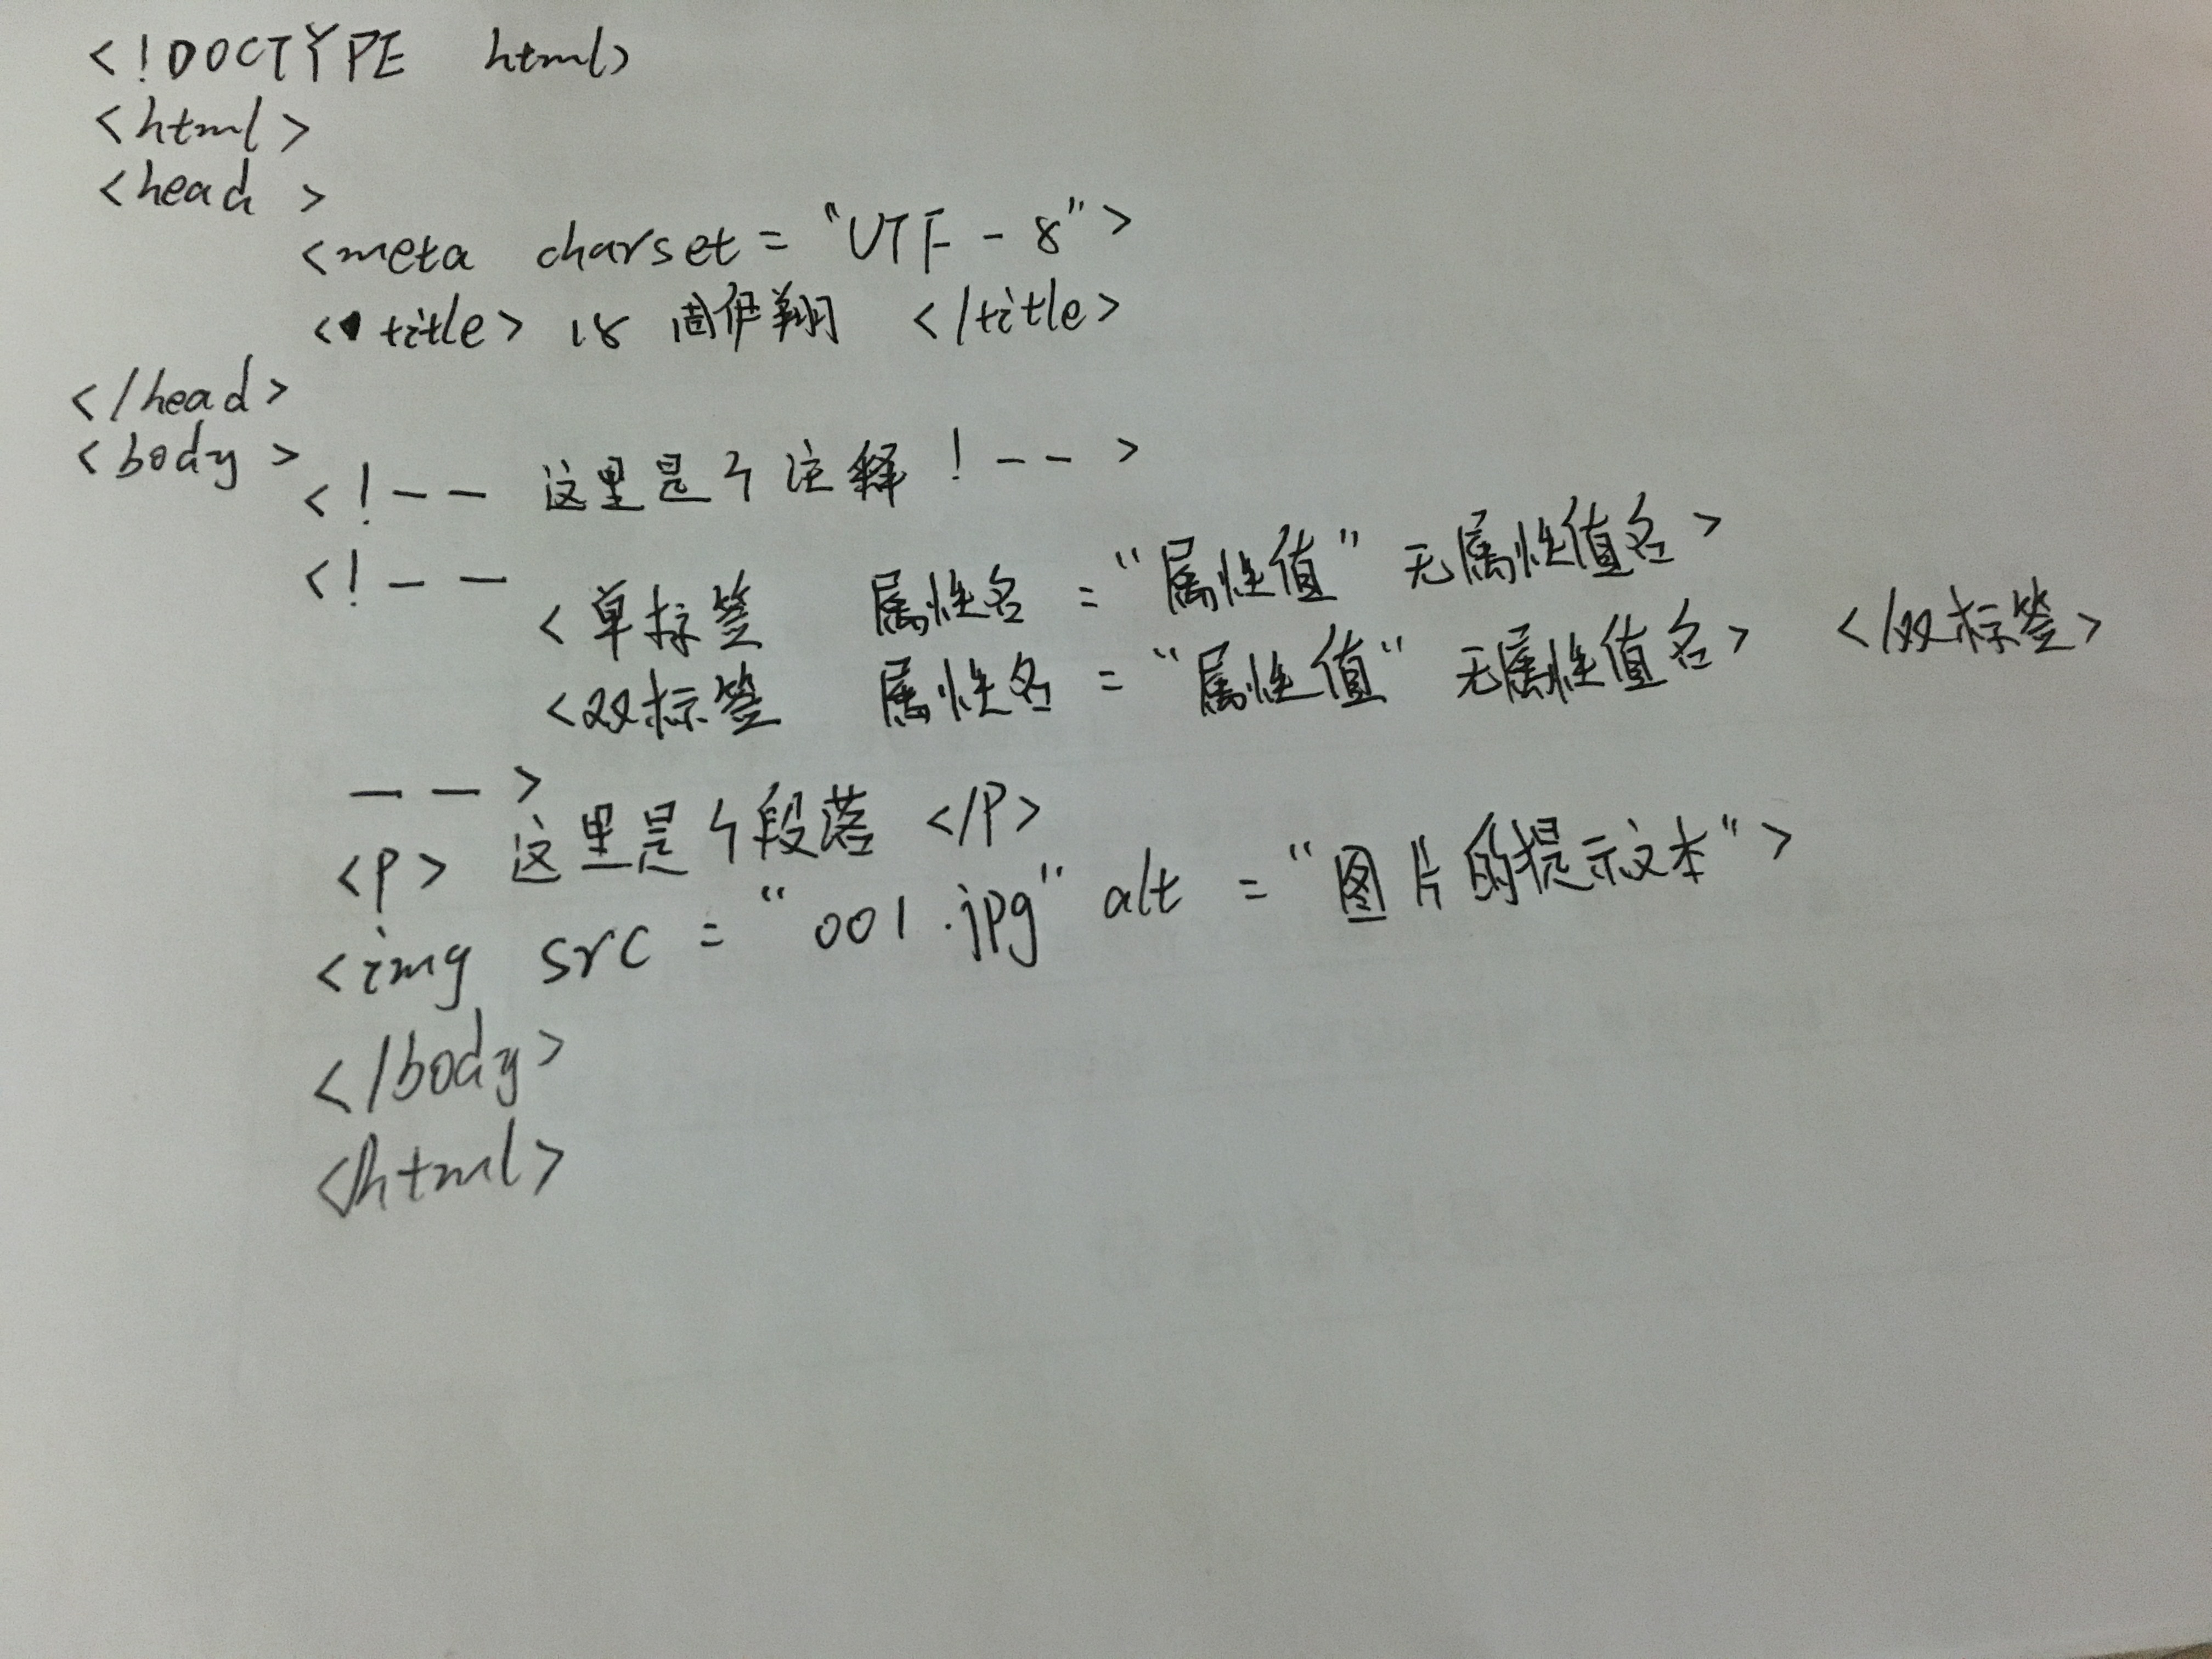 <!DOCTYPE html>
<html>
<head>
<meta charset="UTF-8">
<title> 18 周伊翔 </title>
</head>
<body>
<!-- 这里是个注释！-->
<!--
<单标签 属性名="属性值" 无属性值名>
<双标签 属性名="属性值" 无属性值名> </双标签>
-->
<P> 这里是个段落 </P>
<img src="001.jpg" alt="图片的提示文本">
</body>
</html>